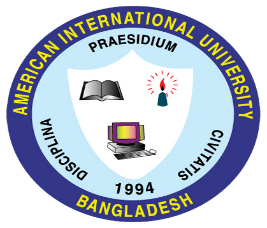 AMERICAN INTERNATIONAL UNIVERSITY
PRAESIDIUM
DISCIPLINA
CIVITATIS
1994
BANGLADESH